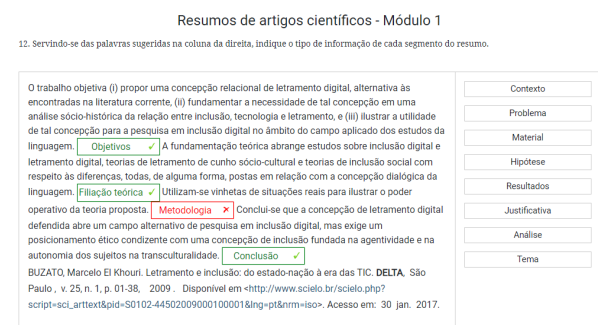 Resumos de artigos científicos - Módulo 1
12. Servindo-se das palavras sugeridas na coluna da direita, indique o tipo de informação de cada segmento do resumo.
O trabalho objetiva (i) propor uma concepção relacional de letramento digital, alternativa às
encontradas na literatura corrente, (ii) fundamentar a necessidade de tal concepção em uma
análise sócio-histórica da relação entre inclusão, tecnologia e letramento, e (iii) ilustrar a utilidade
de tal concepção para a pesquisa em inclusão digital no âmbito do campo aplicado dos estudos da
linguagem. Objetivos ✓ A fundamentação teórica abrange estudos sobre inclusão digital e
letramento digital, teorias de letramento de cunho sócio-cultural e teorias de inclusão social com
respeito às diferenças, todas, de alguma forma, postas em relação com a concepção dialógica da
linguagem. Filiação teórica ✓ Utilizam-se vinhetas de situações reais para ilustrar o poder
operativo da teoria proposta. Metodologia ✗ Conclui-se que a concepção de letramento digital
defendida abre um campo alternativo de pesquisa em inclusão digital, mas exige um
posicionamento ético condizente com uma concepção de inclusão fundada na agentividade e na
autonomia dos sujeitos na transculturalidade. Conclusão ✓
BUZATO, Marcelo El Khouri. Letramento e inclusão: do estado-nação à era das TIC. DELTA, São
Paulo , v. 25, n. 1, p. 01-38, 2009 . Disponível em <http://www.scielo.br/scielo.php?
script=sci_arttext&pid=S0102-44502009000100001&lng=pt&nrm=iso>. Acesso em: 30 jan. 2017.
Contexto
Problema
Material
Hipótese
Resultados
Justificativa
Análise
Tema